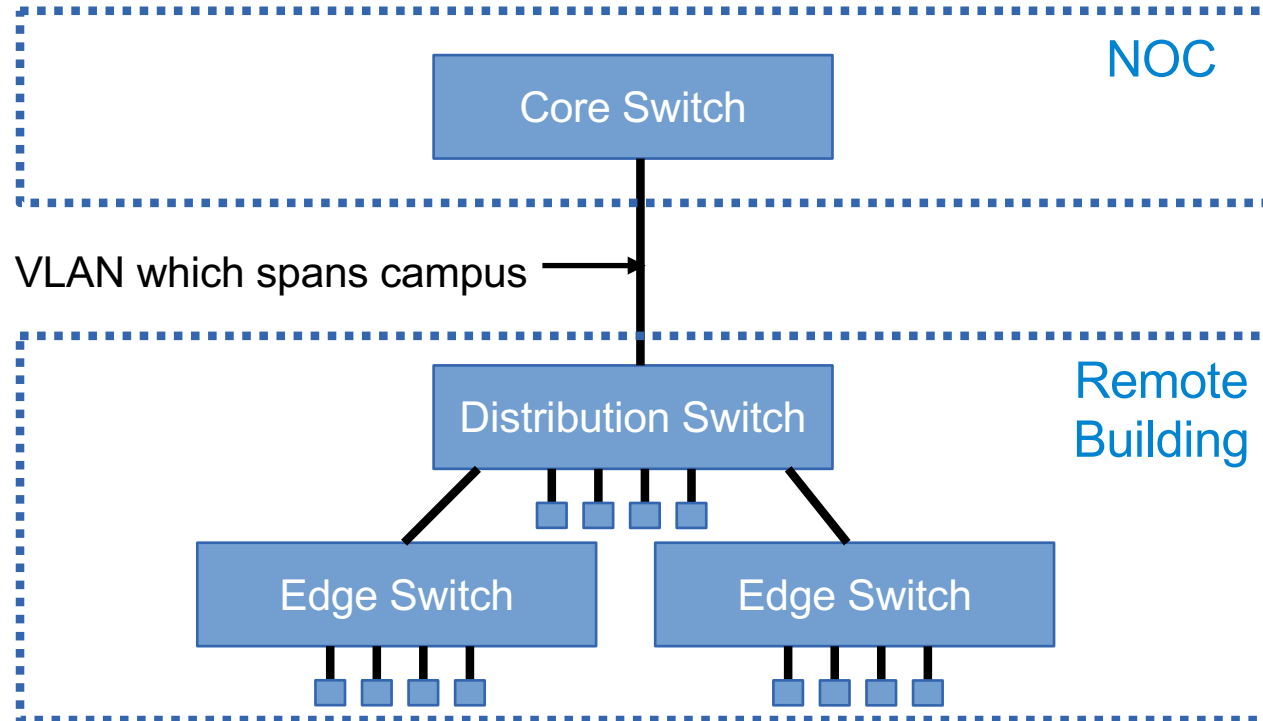 NOC
Core Switch
VLAN which spans campus
Remote
Building
Distribution Switch
Edge Switch
Edge Switch